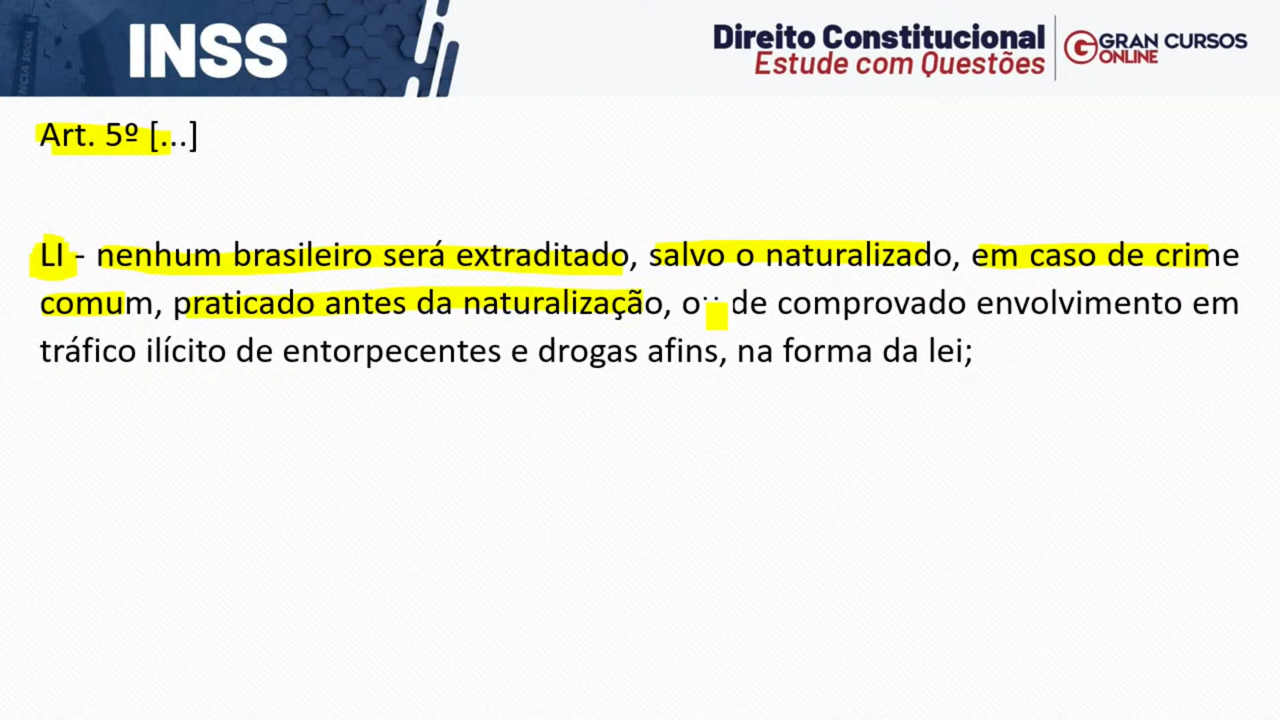 INSS
Direito Constitucional
Estude com Questões
GRAN CURSOS
ONLINE
Art. 5º [...]
LI - nenhum brasileiro será extraditado, salvo o naturalizado, em caso de crime
comum, praticado antes da naturalização, de comprovado envolvimento em
tráfico ilícito de entorpecentes e drogas afins, na forma da lei;